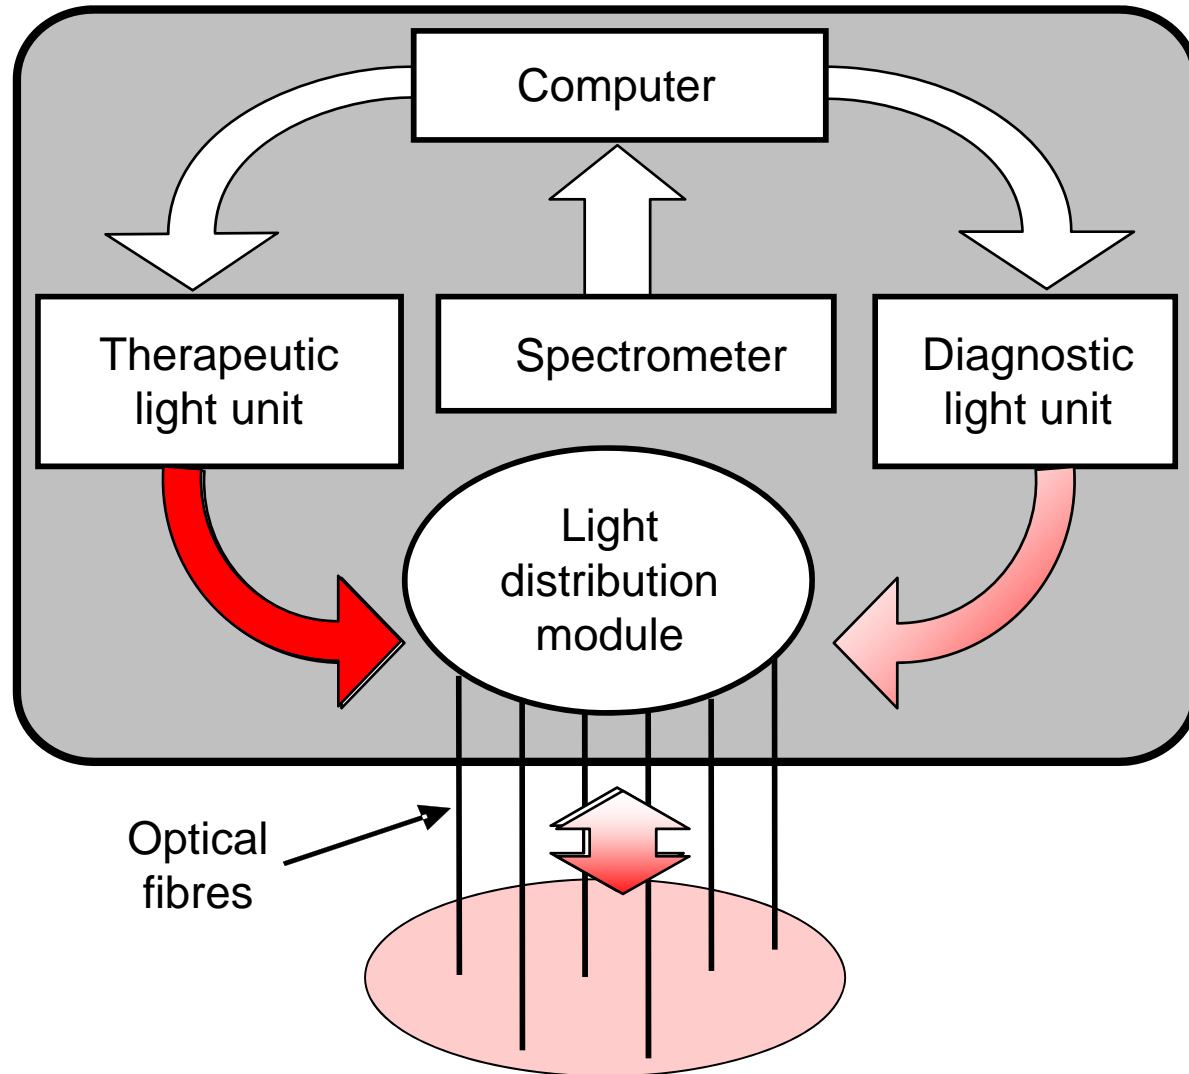 Computer
Therapeutic
light unit
Spectrometer
Diagnostic
light unit
Light
distribution
module
Optical
fibres